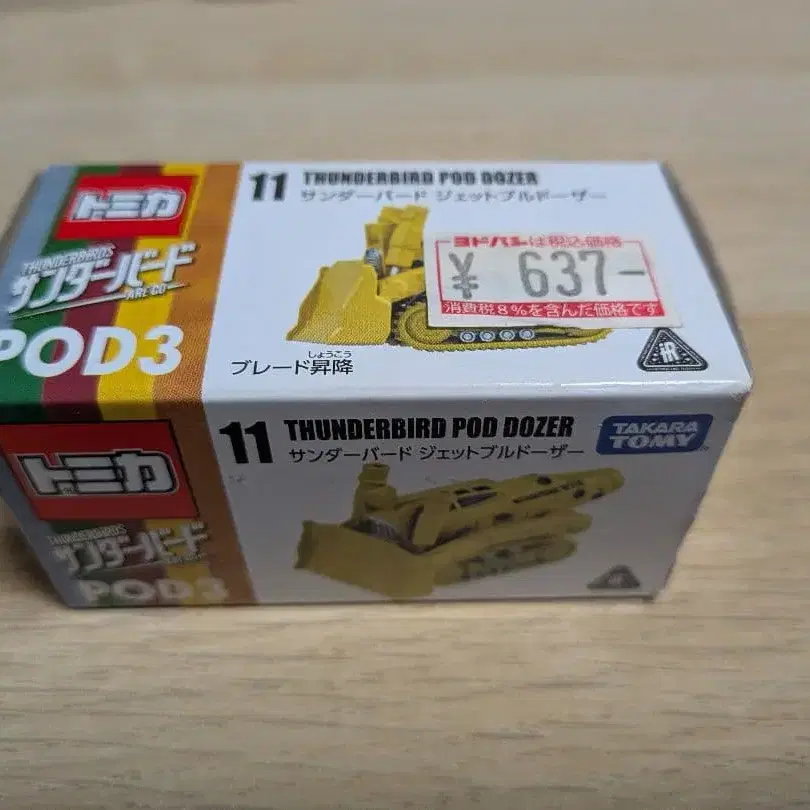 トミカ
THUNDERBIRDS
サンダーバード
ARE GO
POD3
11 THUNDERBIRD POD DOZER
サンダーバード ジェットブルドーザー
ヨドバシは税込価格
¥ 637-
消費税8%を含んだ価格です
しょうこう
ブレード昇降
iR
トミカ
THUNDERBIRDS
サンダーバード
POD3
11 THUNDERBIRD POD DOZER
サンダーバード ジェットブルドーザー
TAKARA
TOMY
iR